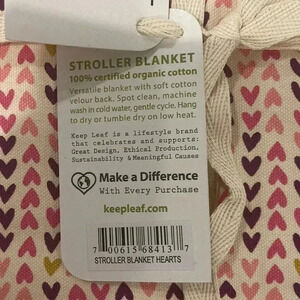 STROLLER BLANKET
100% certified organic cotton
Versatile blanket with soft cotton
velour back. Spot clean, machine
wash in cold water, gentle cycle. Hang
to dry or tumble dry on low heat.
Keep Leaf is a lifestyle brand
that celebrates and supports:
Great Design, Ethical Production,
Sustainability & Meaningful Causes
Make a Difference
With Every Purchase
keepleaf.com
7 00615 68413 7
STROLLER BLANKET HEARTS